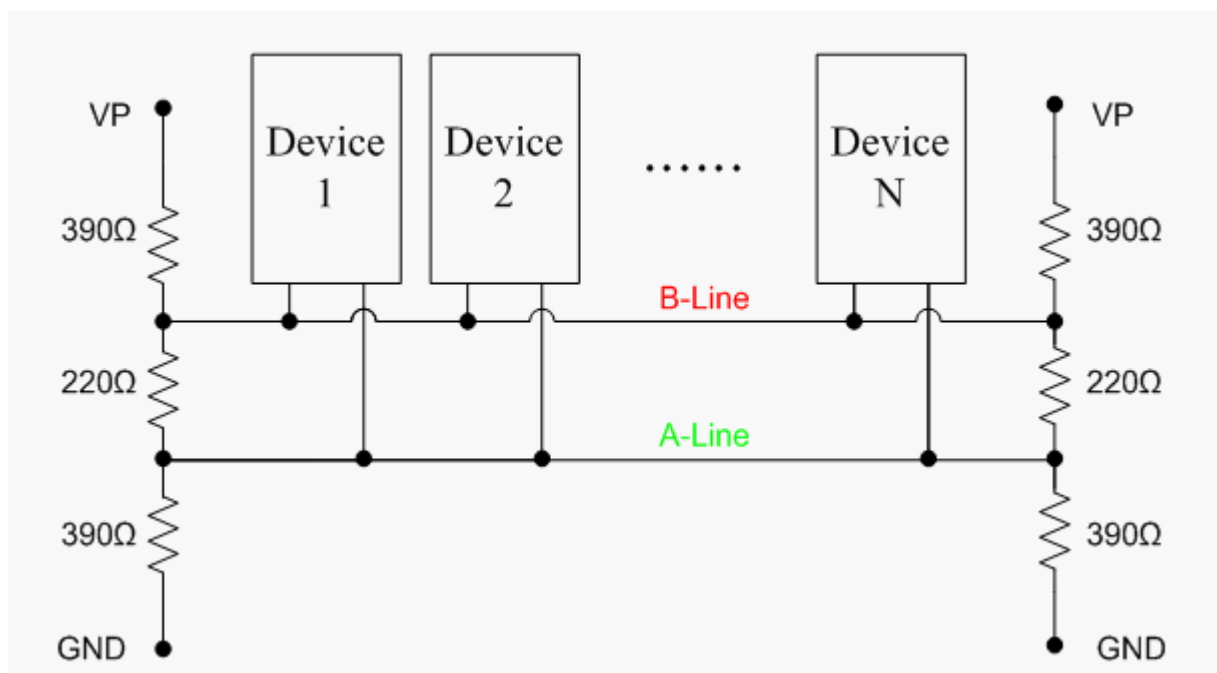 VP
390Ω
220Ω
390Ω
GND
Device
1
Device
2
......
Device
N
B-Line
A-Line
VP
390Ω
220Ω
390Ω
GND